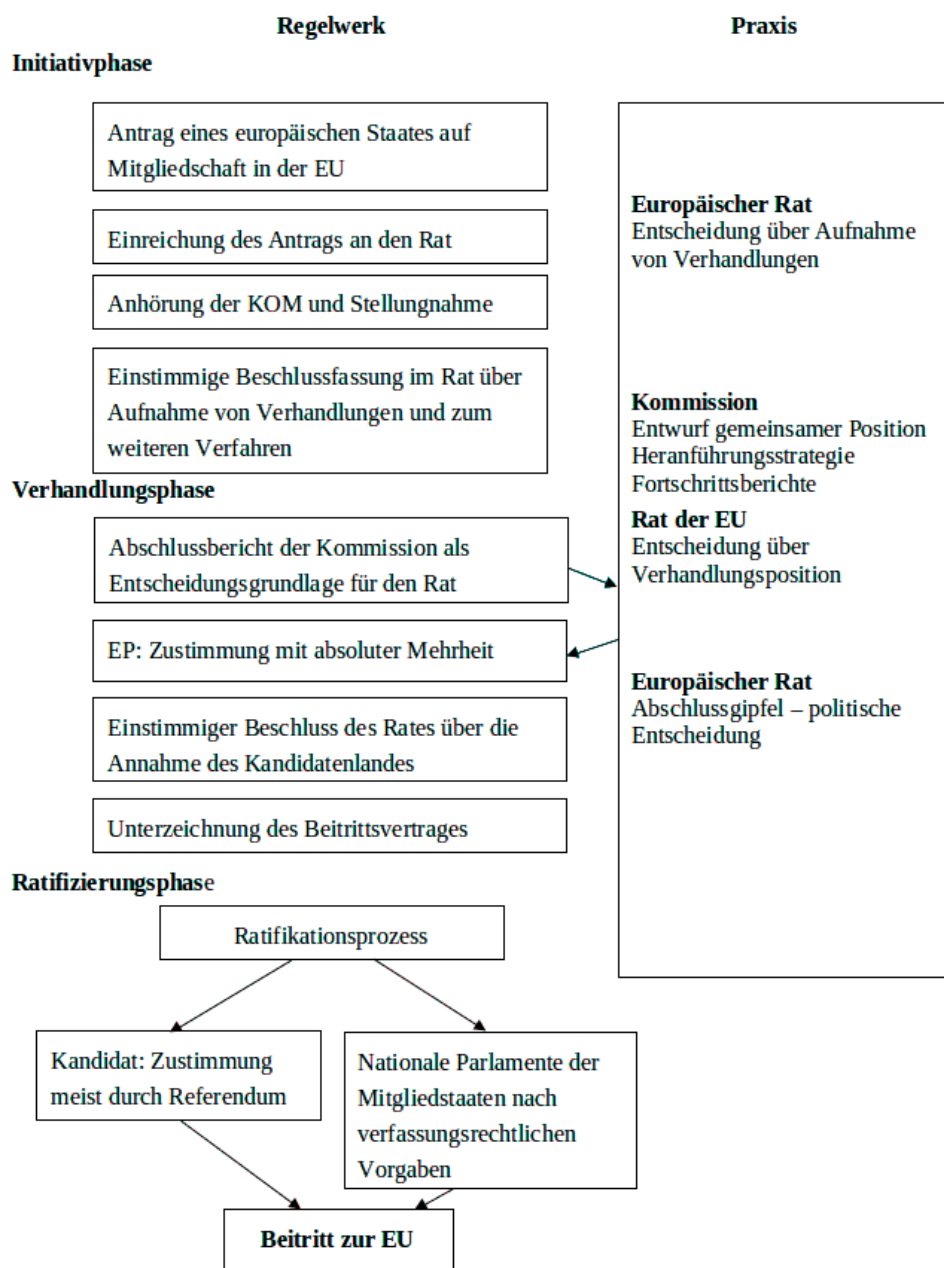 Regelwerk
Praxis
Initiativphase
Antrag eines europäischen Staates auf
Mitgliedschaft in der EU
Einreichung des Antrags an den Rat
Anhörung der KOM und Stellungnahme
Einstimmige Beschlussfassung im Rat über
Aufnahme von Verhandlungen und zum
weiteren Verfahren
Verhandlungsphase
Abschlussbericht der Kommission als
Entscheidungsgrundlage für den Rat
EP: Zustimmung mit absoluter Mehrheit
Einstimmiger Beschluss des Rates über die
Annahme des Kandidatenlandes
Unterzeichnung des Beitrittsvertrages
Europäischer Rat
Entscheidung über Aufnahme
von Verhandlungen
Kommission
Entwurf gemeinsamer Position
Heranführungsstrategie
Fortschrittsberichte
Rat der EU
Entscheidung über
Verhandlungsposition
Europäischer Rat
Abschlussgipfel – politische
Entscheidung
Ratifizierungsphase
Ratifikationsprozess
Kandidat: Zustimmung
meist durch Referendum
Nationale Parlamente der
Mitgliedstaaten nach
verfassungsrechtlichen
Vorgaben
Beitritt zur EU